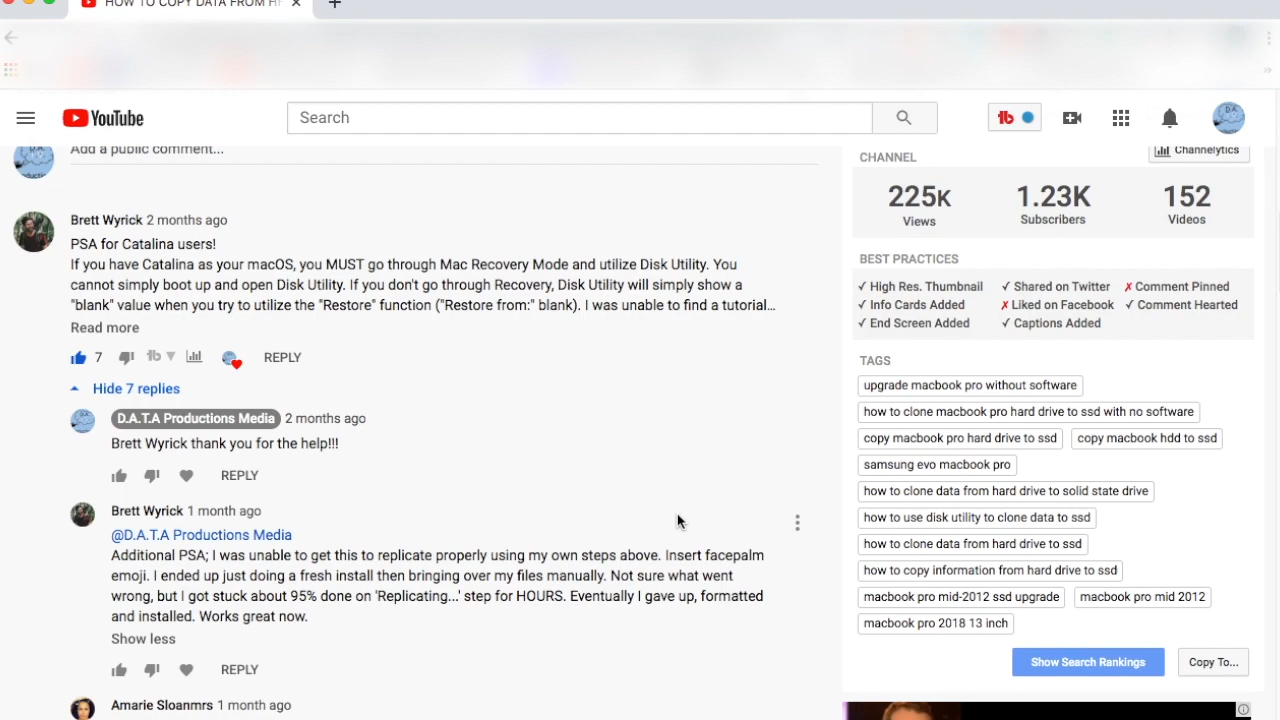 HOW TO COPY DATA FROM H
YouTube
Search
Add a public comment...
Brett Wyrick 2 months ago
PSA for Catalina users!
If you have Catalina as your macOS, you MUST go through Mac Recovery Mode and utilize Disk Utility. You
cannot simply boot up and open Disk Utility. If you don't go through Recovery, Disk Utility will simply show a
"blank" value when you try to utilize the "Restore" function ("Restore from:" blank). I was unable to find a tutorial...
Read more
7 REPLY
Hide 7 replies
D.A.T.A Productions Media 2 months ago
Brett Wyrick thank you for the help!!!
REPLY
Brett Wyrick 1 month ago
@D.A.T.A Productions Media
Additional PSA; I was unable to get this to replicate properly using my own steps above. Insert facepalm
emoji. I ended up just doing a fresh install then bringing over my files manually. Not sure what went
wrong, but I got stuck about 95% done on 'Replicating...' step for HOURS. Eventually I gave up, formatted
and installed. Works great now.
Show less
REPLY
Amarie Sloanmrs 1 month ago
CHANNEL
Channelytics
225K 1.23K 152
Views Subscribers Videos
BEST PRACTICES
✓ High Res. Thumbnail ✓ Shared on Twitter ✗ Comment Pinned
✓ Info Cards Added ✗ Liked on Facebook ✓ Comment Hearted
✓ End Screen Added ✓ Captions Added
TAGS
upgrade macbook pro without software
how to clone macbook pro hard drive to ssd with no software
copy macbook pro hard drive to ssd copy macbook hdd to ssd
samsung evo macbook pro
how to clone data from hard drive to solid state drive
how to use disk utility to clone data to ssd
how to clone data from hard drive to ssd
how to copy information from hard drive to ssd
macbook pro mid-2012 ssd upgrade macbook pro mid 2012
macbook pro 2018 13 inch
Show Search Rankings Copy To...